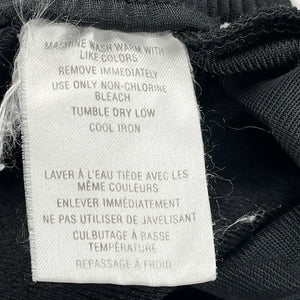 MACHINE WASH WARM WITH
LIKE COLORS
REMOVE IMMEDIATELY
USE ONLY NON-CHLORINE
BLEACH
TUMBLE DRY LOW
COOL IRON
LAVER À L'EAU TIÈDE AVEC LES
MÊME COULEURS
ENLEVER IMMÉDIATEMENT
NE PAS UTILISER DE JAVELISANT
CULBUTAGE À BASSE
TEMPÉRATURE
REPASSAGE À FROID.